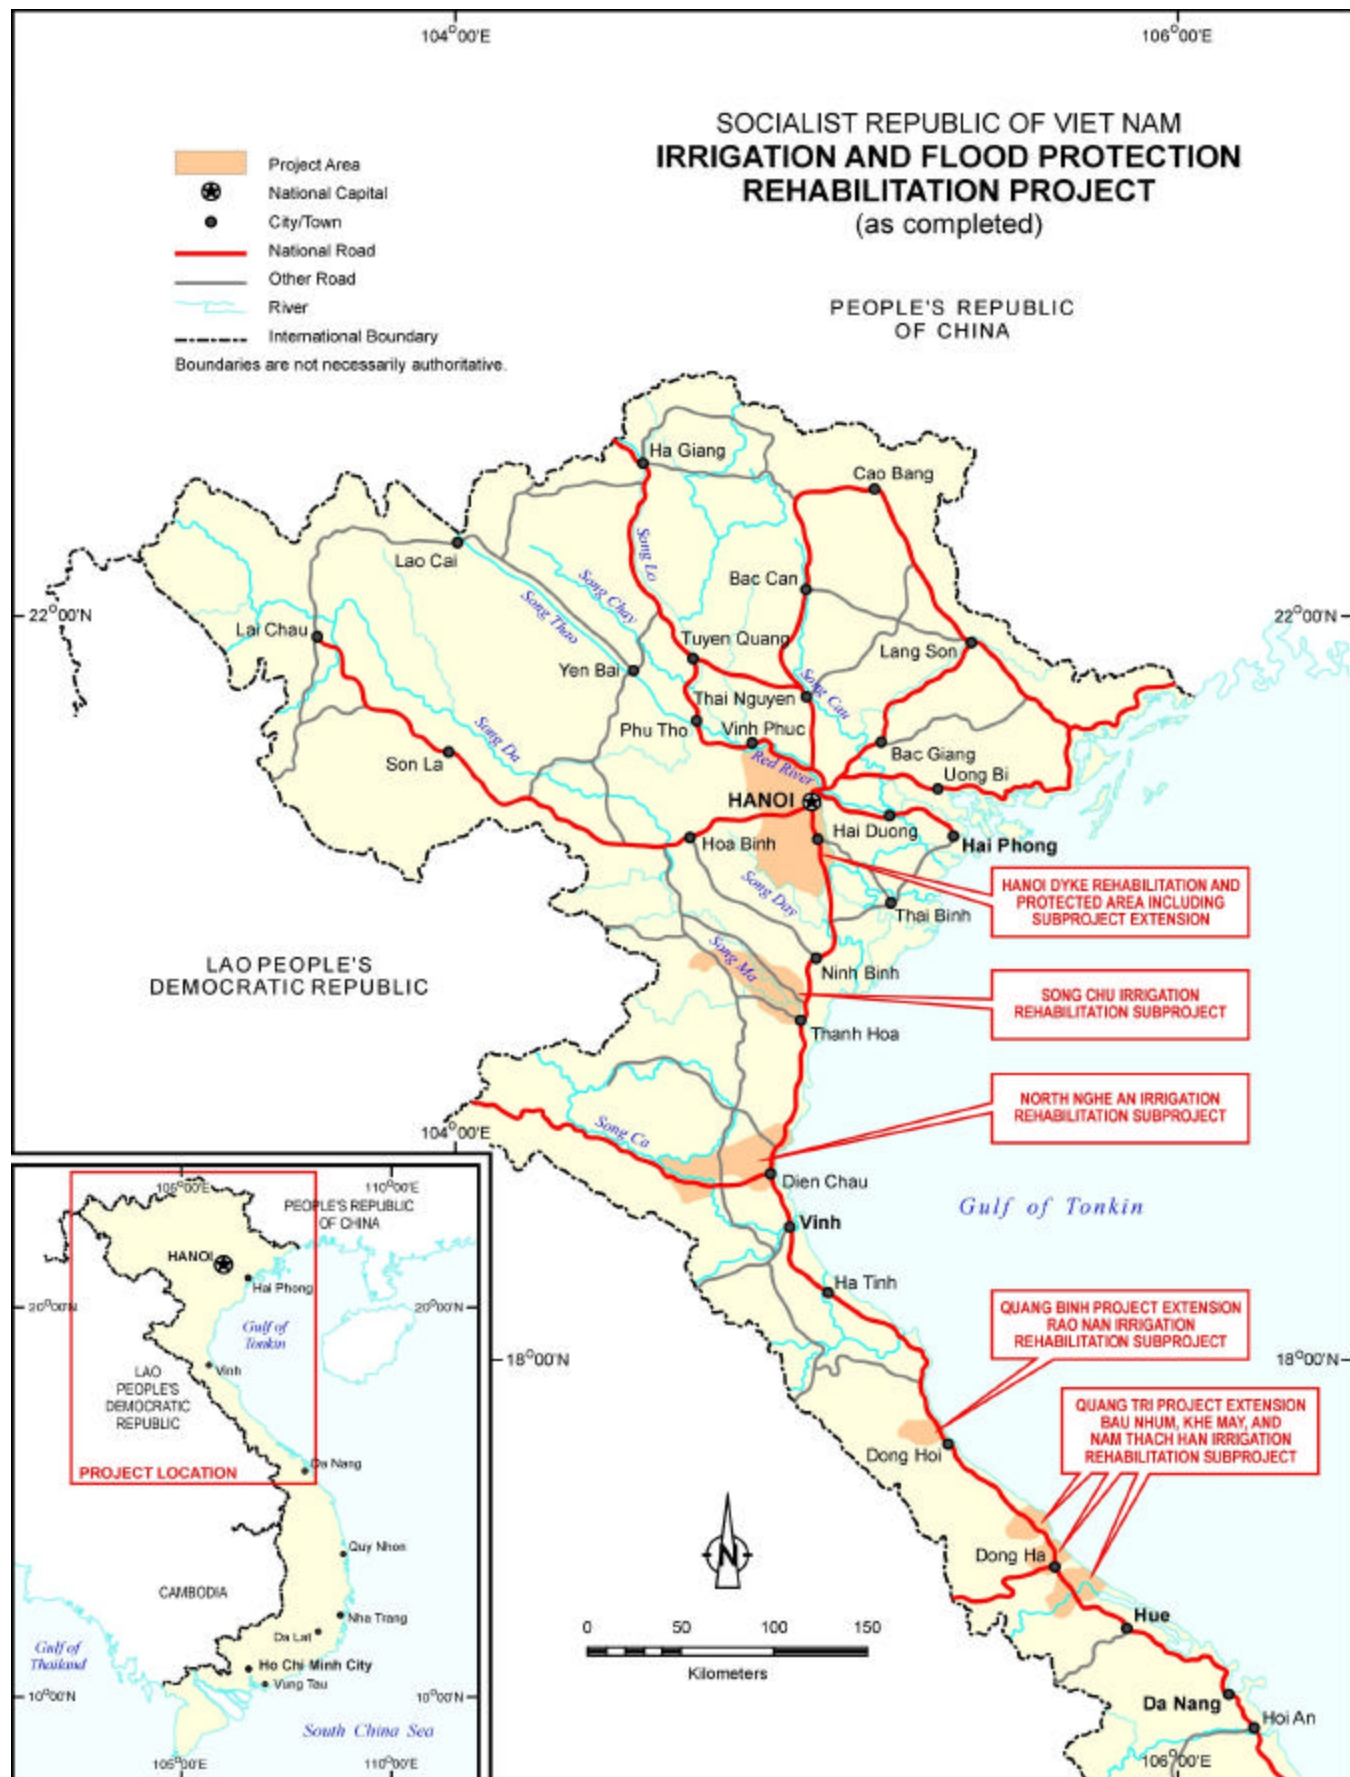 104°00'E
106°00'E
SOCIALIST REPUBLIC OF VIET NAM
IRRIGATION AND FLOOD PROTECTION
REHABILITATION PROJECT
(as completed)
Project Area
National Capital
City/Town
National Road
Other Road
River
International Boundary
Boundaries are not necessarily authoritative.
PEOPLE'S REPUBLIC
OF CHINA
Ha Giang
Cao Bang
Lao Cai
Song Lo
Song Chay
Song Thao
Bac Can
22°00'N
22°00'N
Lai Chau
Tuyen Quang
Lang Son
Yen Bai
Thai Nguyen
Song Cau
Phu Tho
Vinh Phuc
Song Da
Son La
Red River
Bac Giang
Uong Bi
HANOI
Hoa Binh
Hai Duong
Hai Phong
HANOI DYKE REHABILITATION AND
PROTECTED AREA INCLUDING
SUBPROJECT EXTENSION
Song Day
Thai Binh
LAO PEOPLE'S
DEMOCRATIC REPUBLIC
Song Ma
Ninh Binh
SONG CHU IRRIGATION
REHABILITATION SUBPROJECT
Thanh Hoa
NORTH NGHE AN IRRIGATION
REHABILITATION SUBPROJECT
Song Ca
104°00'E
Dien Chau
Gulf of Tonkin
Vinh
Ha Tinh
QUANG BINH PROJECT EXTENSION
RAO NAN IRRIGATION
REHABILITATION SUBPROJECT
18°00'N
18°00'N
QUANG TRI PROJECT EXTENSION
BAU NHUM, KHE MAY, AND
NAM THACH HAN IRRIGATION
REHABILITATION SUBPROJECT
Dong Hoi
Dong Ha
N
Hue
0 50 100 150
Kilometers
Da Nang
Hoi An
106°00'E
105°00'E
110°00'E
PEOPLE'S REPUBLIC
OF CHINA
HANOI
Hai Phong
20°00'N
20°00'N
Gulf of
Tonkin
Vinh
LAO
PEOPLE'S
DEMOCRATIC
REPUBLIC
PROJECT LOCATION
Da Nang
Quy Nhon
CAMBODIA
Nha Trang
Da Lat
Gulf of
Thailand
Ho Chi Minh City
Vung Tau
10°00'N
10°00'N
South China Sea
105°00'E
110°00'E